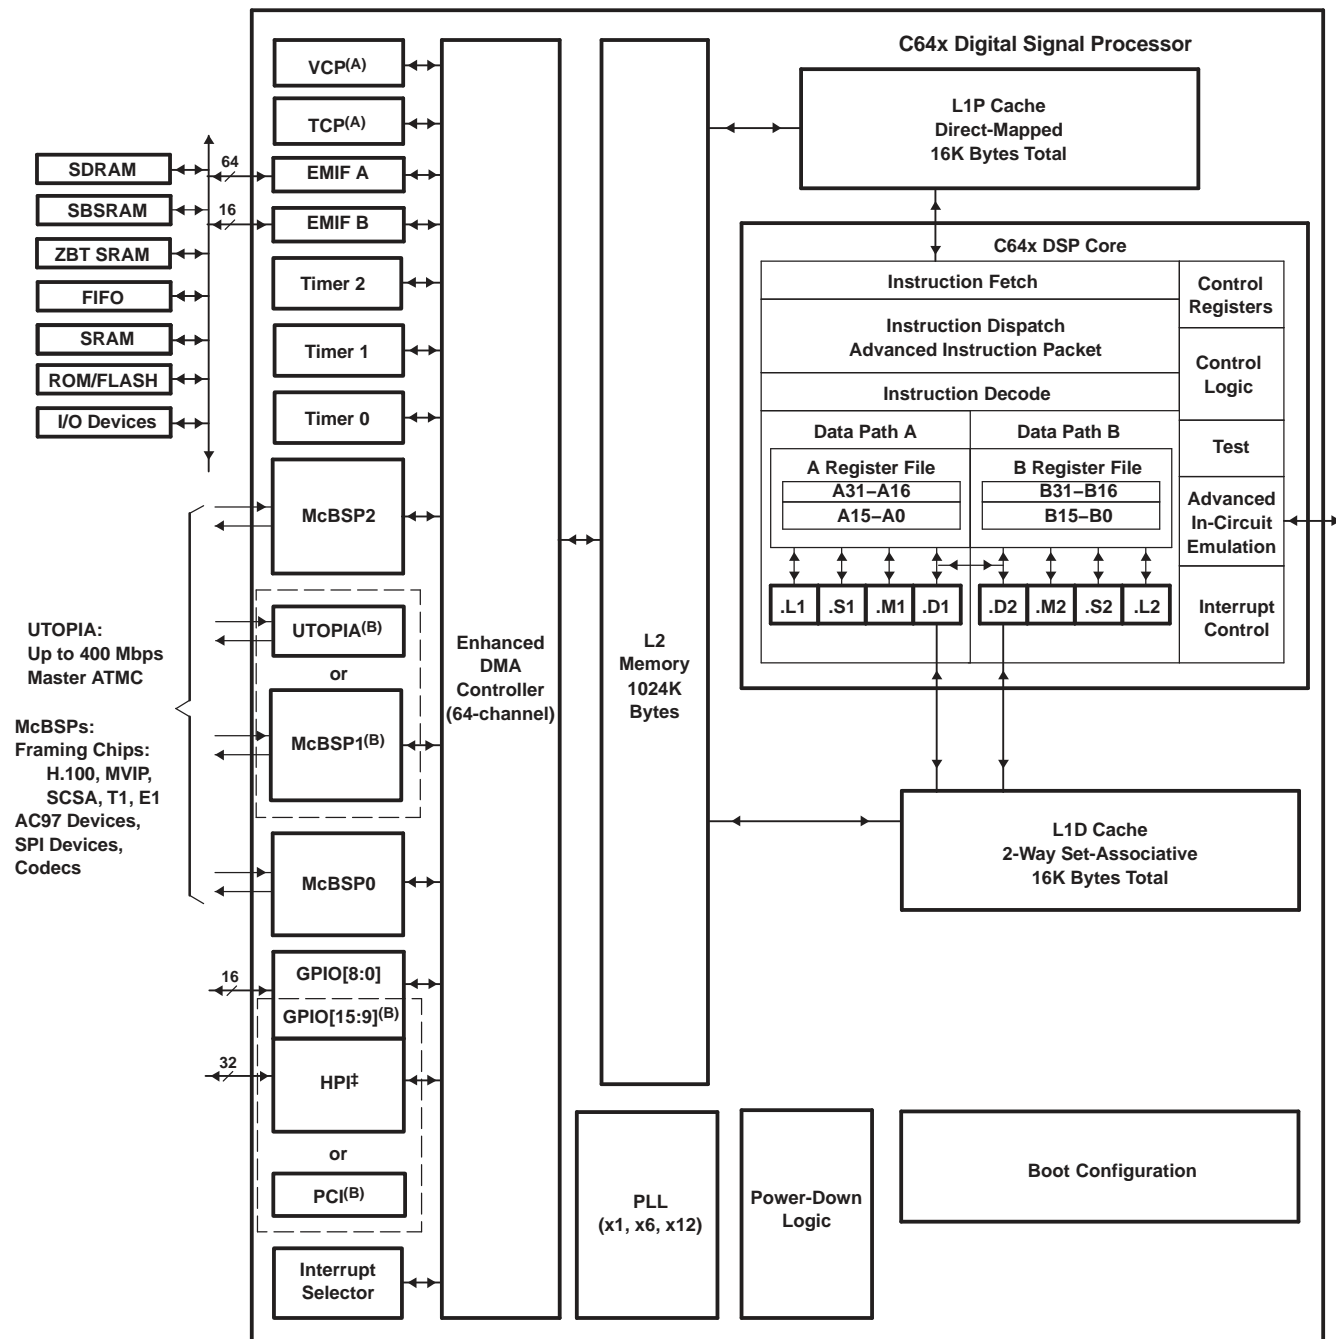 C64x Digital Signal Processor
VCP(A)
TCP(A)
EMIF A
EMIF B
Timer 2
Timer 1
Timer 0
McBSP2
UTOPIA(B)
or
McBSP1(B)
McBSP0
GPIO[8:0]
GPIO[15:9](B)
HPI‡
or
PCI(B)
Interrupt
Selector
64
16
16
32
SDRAM
SBSRAM
ZBT SRAM
FIFO
SRAM
ROM/FLASH
I/O Devices
UTOPIA:
Up to 400 Mbps
Master ATMC
McBSPs:
Framing Chips:
H.100, MVIP,
SCSA, T1, E1
AC97 Devices,
SPI Devices,
Codecs
Enhanced
DMA
Controller
(64-channel)
L2
Memory
1024K
Bytes
L1P Cache
Direct-Mapped
16K Bytes Total
C64x DSP Core
Instruction Fetch
Instruction Dispatch
Advanced Instruction Packet
Instruction Decode
Data Path A
Data Path B
A Register File
A31–A16
A15–A0
B Register File
B31–B16
B15–B0
.L1
.S1
.M1
.D1
.D2
.M2
.S2
.L2
Control
Registers
Control
Logic
Test
Advanced
In-Circuit
Emulation
Interrupt
Control
L1D Cache
2-Way Set-Associative
16K Bytes Total
PLL
(x1, x6, x12)
Power-Down
Logic
Boot Configuration